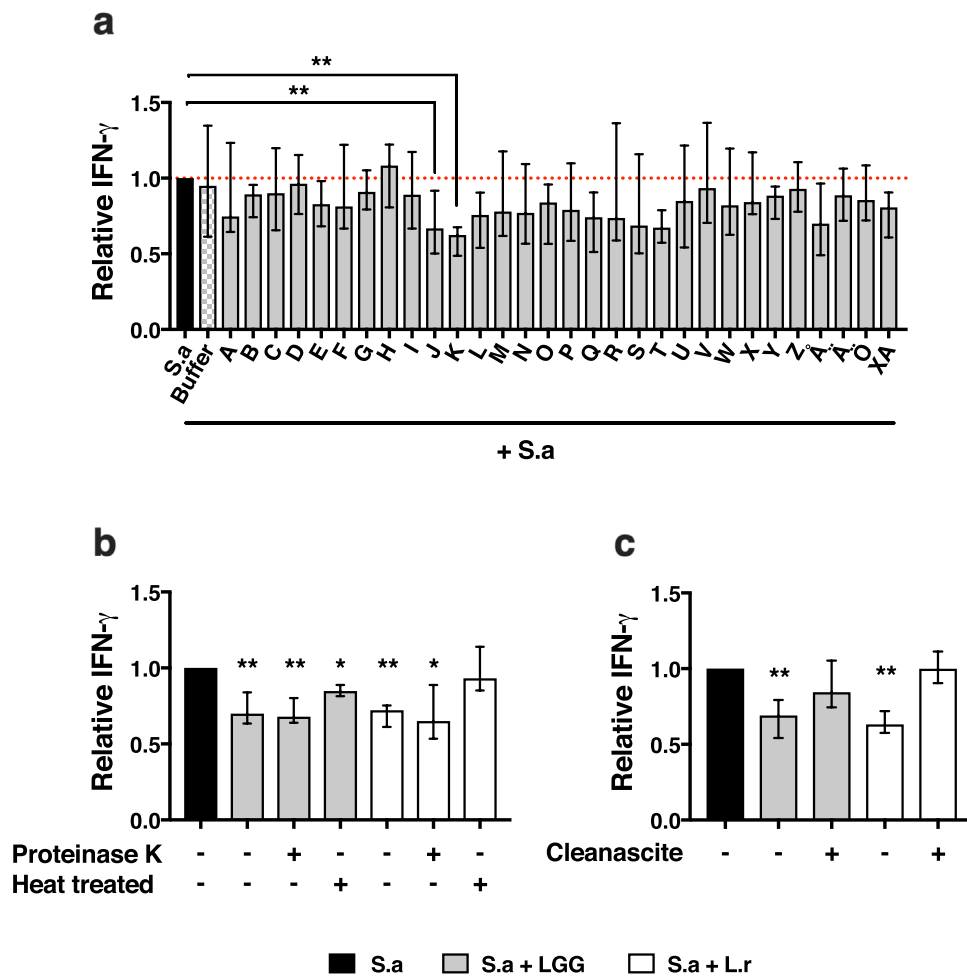 a
**
**
Relative IFN-γ
1.5
1.0
0.5
0.0
S.a Buffer A B C D E F G H I J K L M N O P Q R S T U V W X Y Z Å Ä Ö XA
+ S.a
b
Relative IFN-γ
1.5
1.0
0.5
0.0
** ** * ** *
Proteinase K - - + - - + -
Heat treated - - - + - - +
c
Relative IFN-γ
1.5
1.0
0.5
0.0
** **
Cleanascite - - + - +
S.a S.a + LGG S.a + L.r